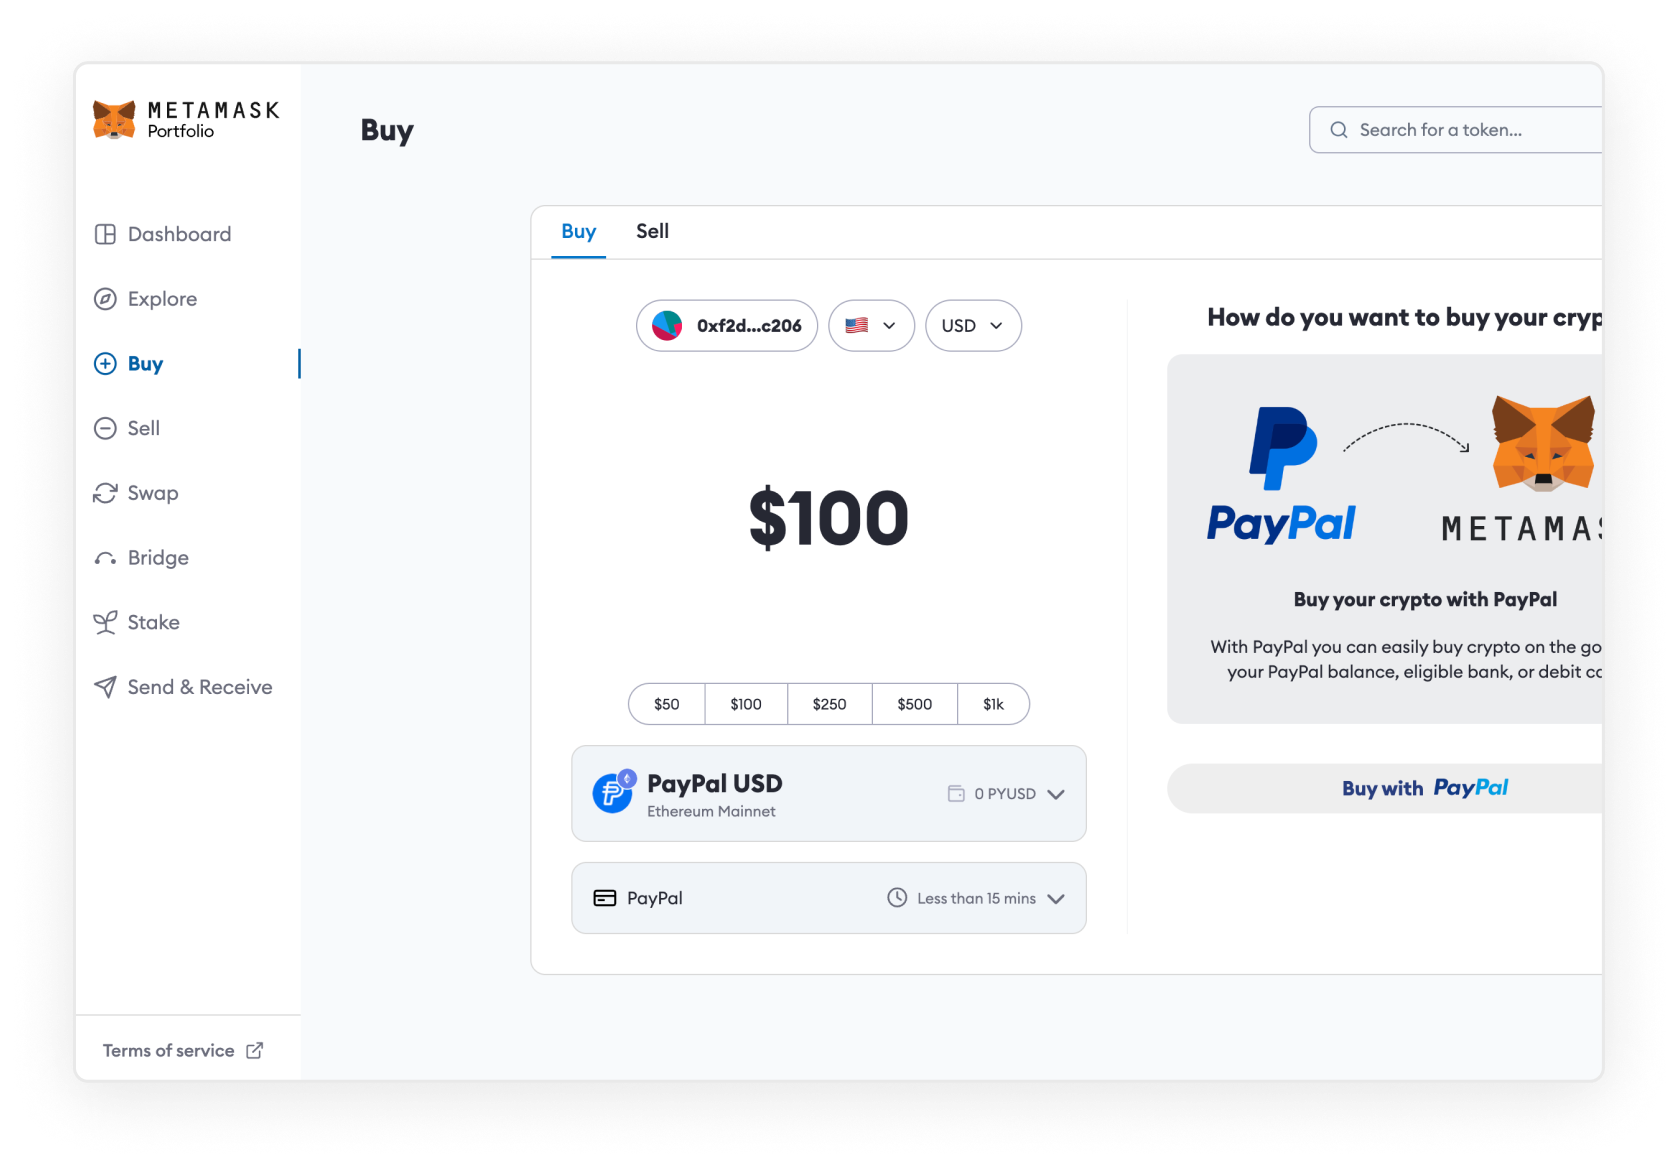 METAMASK
Portfolio
Dashboard
Explore
Buy
Sell
Swap
Bridge
Stake
Send & Receive
Terms of service
Buy
Search for a token...
Buy
Sell
0xf2d...c206
USD
$100
$50
$100
$250
$500
$1k
PayPal USD
Ethereum Mainnet
0 PYUSD
PayPal
Less than 15 mins
How do you want to buy your cryp
PayPal
METAMAS
Buy your crypto with PayPal
With PayPal you can easily buy crypto on the go
your PayPal balance, eligible bank, or debit ca
Buy with PayPal